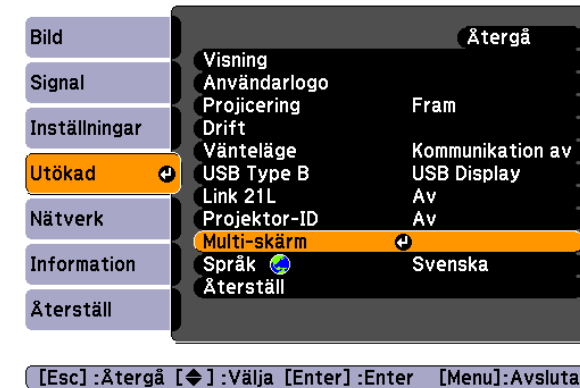 Bild
Signal
Inställningar
Utökad
Nätverk
Information
Återställ
Återgå
Visning
Användarlogo
Projicering Fram
Drift
Vänteläge Kommunikation av
USB Type B USB Display
Link 21L Av
Projektor-ID Av
Multi-skärm
Språk Svenska
Återställ
[Esc] :Återgå [◆] :Välja [Enter] :Enter [Menu] :Avsluta